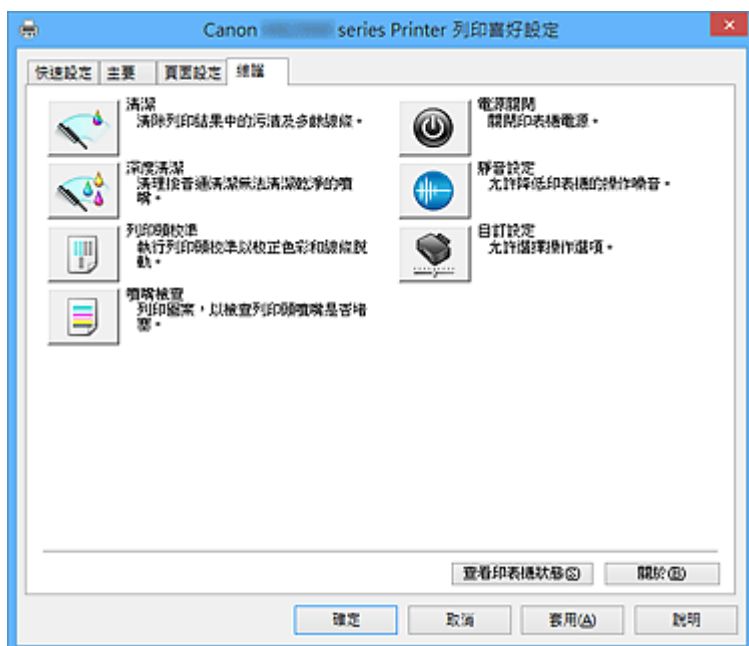 Canon series Printer 列印喜好設定
快速設定 主要 頁面設定 維護
清潔
清除列印結果中的污漬及多餘線條。
深度清潔
清理按普通清潔無法清潔乾淨的噴
嘴。
列印頭校準
執行列印頭校準以校正色彩和線條脫
軌。
噴嘴檢查
列印圖案，以檢查列印頭噴嘴是否堵
塞。
電源關閉
關閉印表機電源。
靜音設定
允許降低印表機的操作噪音。
自訂設定
允許選擇操作選項。
查看印表機狀態(S) 關於(B)
確定 取消 套用(A) 說明